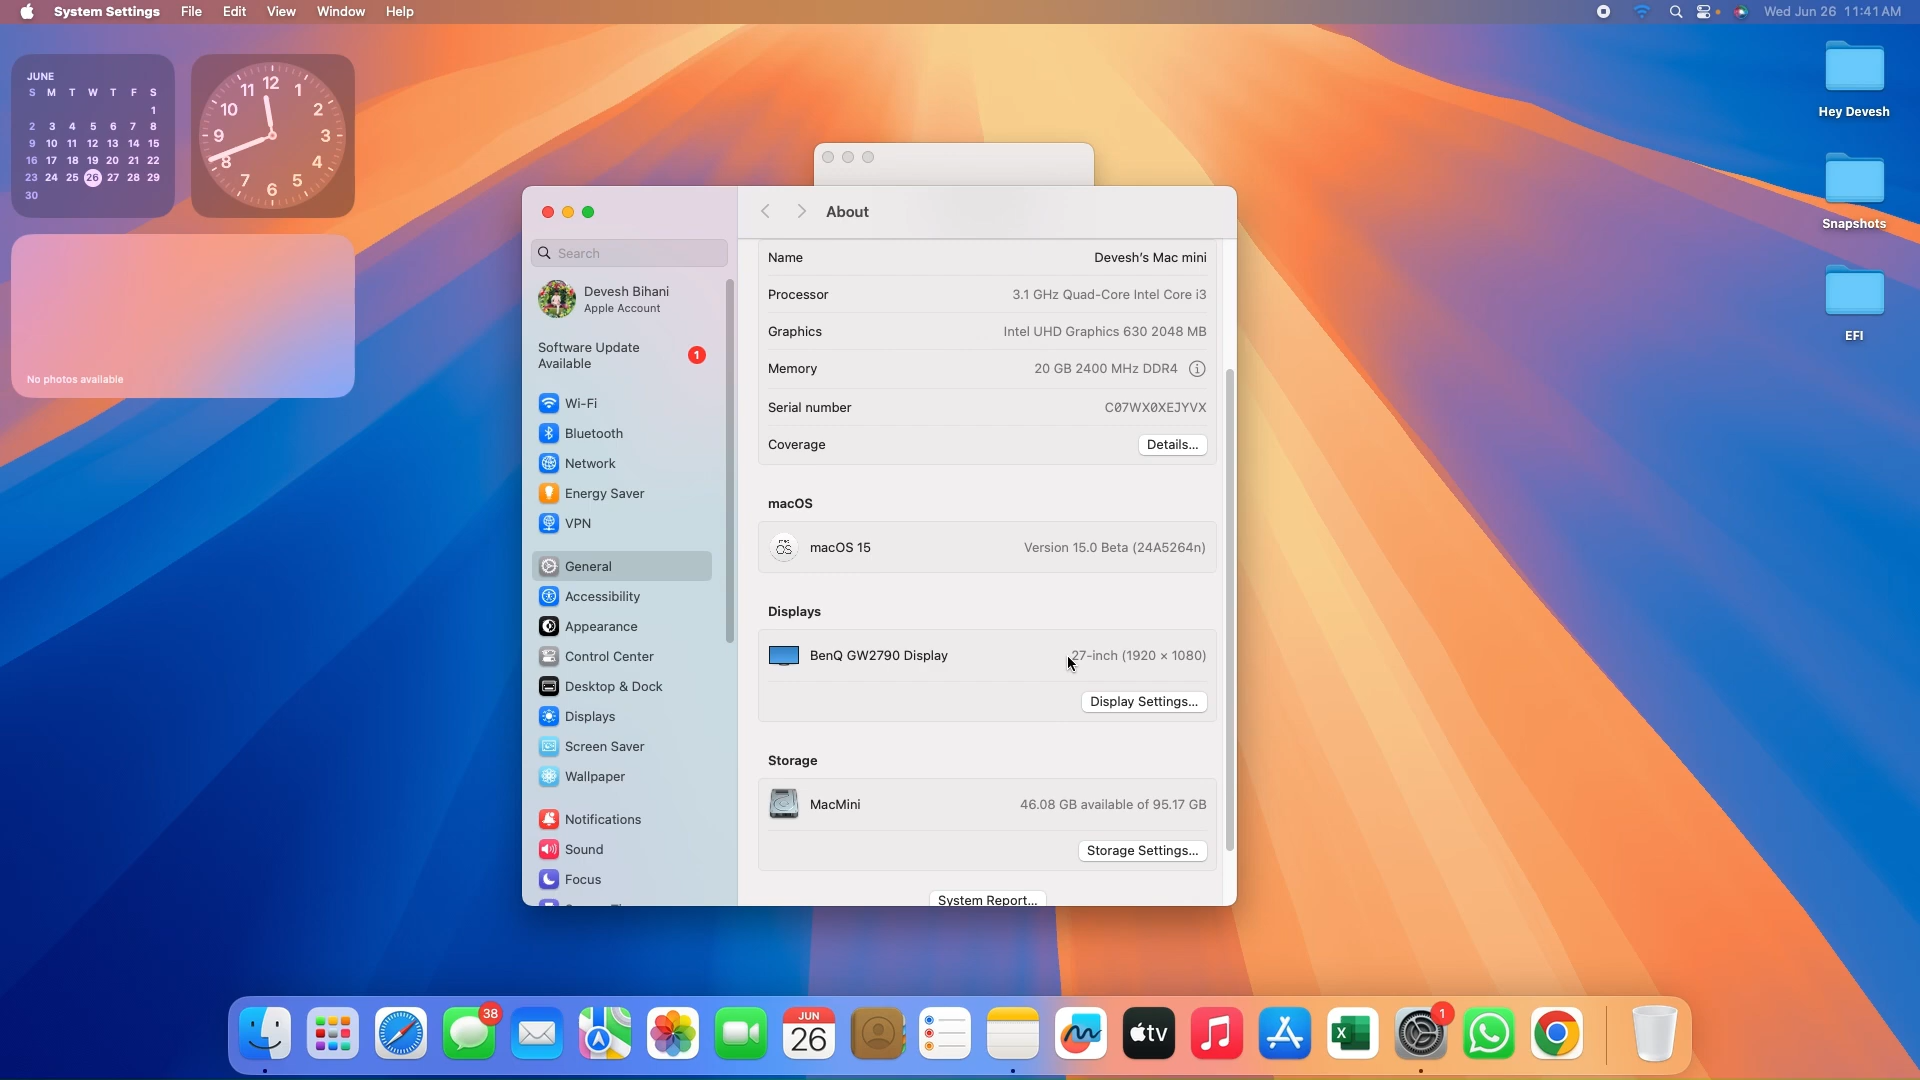 System Settings File Edit View Window Help
Wed Jun 26 11:41 AM
JUNE
S M T W T F S
1
2 3 4 5 6 7 8
9 10 11 12 13 14 15
16 17 18 19 20 21 22
23 24 25 26 27 28 29
30
12
1
2
3
4
5
6
7
8
9
10
11
No photos available
Hey Devesh
Snapshots
EFI
Search
Devesh Bihani
Apple Account
Software Update
Available
1
Wi-Fi
Bluetooth
Network
Energy Saver
VPN
General
Accessibility
Appearance
Control Center
Desktop & Dock
Displays
Screen Saver
Wallpaper
Notifications
Sound
Focus
About
Name Devesh's Mac mini
Processor 3.1 GHz Quad-Core Intel Core i3
Graphics Intel UHD Graphics 630 2048 MB
Memory 20 GB 2400 MHz DDR4
Serial number C07WX0XEJYVX
Coverage Details...
macOS
macOS 15 Version 15.0 Beta (24A5264n)
Displays
BenQ GW2790 Display 27-inch (1920 × 1080)
Display Settings...
Storage
MacMini 46.08 GB available of 95.17 GB
Storage Settings...
System Report...
38
JUN
26
tv
1